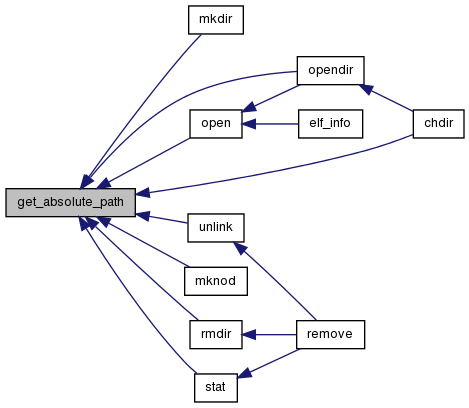 mkdir
opendir
open
elf_info
chdir
get_absolute_path
unlink
mknod
rmdir
remove
stat